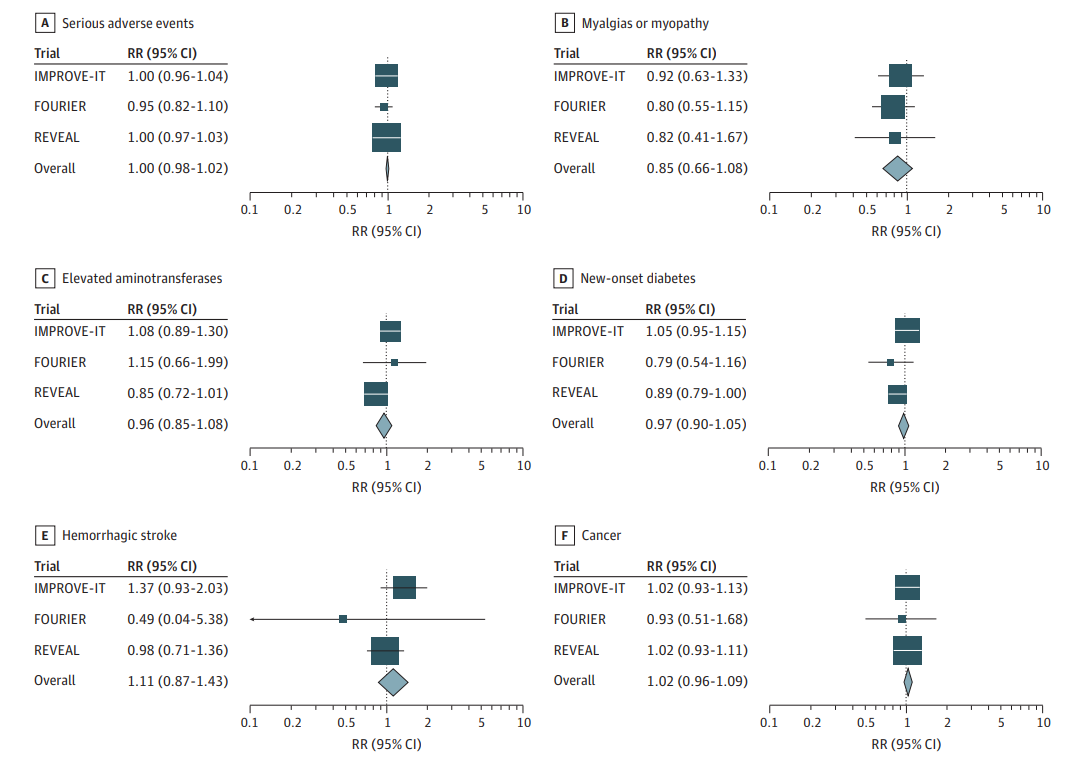 A Serious adverse events
Trial RR (95% CI)
IMPROVE-IT 1.00 (0.96-1.04)
FOURIER 0.95 (0.82-1.10)
REVEAL 1.00 (0.97-1.03)
Overall 1.00 (0.98-1.02)
0.1 0.2 0.5 1 2 5 10
RR (95% CI)
B Myalgias or myopathy
Trial RR (95% CI)
IMPROVE-IT 0.92 (0.63-1.33)
FOURIER 0.80 (0.55-1.15)
REVEAL 0.82 (0.41-1.67)
Overall 0.85 (0.66-1.08)
0.1 0.2 0.5 1 2 5 10
RR (95% CI)
C Elevated aminotransferases
Trial RR (95% CI)
IMPROVE-IT 1.08 (0.89-1.30)
FOURIER 1.15 (0.66-1.99)
REVEAL 0.85 (0.72-1.01)
Overall 0.96 (0.85-1.08)
0.1 0.2 0.5 1 2 5 10
RR (95% CI)
D New-onset diabetes
Trial RR (95% CI)
IMPROVE-IT 1.05 (0.95-1.15)
FOURIER 0.79 (0.54-1.16)
REVEAL 0.89 (0.79-1.00)
Overall 0.97 (0.90-1.05)
0.1 0.2 0.5 1 2 5 10
RR (95% CI)
E Hemorrhagic stroke
Trial RR (95% CI)
IMPROVE-IT 1.37 (0.93-2.03)
FOURIER 0.49 (0.04-5.38)
REVEAL 0.98 (0.71-1.36)
Overall 1.11 (0.87-1.43)
0.1 0.2 0.5 1 2 5 10
RR (95% CI)
F Cancer
Trial RR (95% CI)
IMPROVE-IT 1.02 (0.93-1.13)
FOURIER 0.93 (0.51-1.68)
REVEAL 1.02 (0.93-1.11)
Overall 1.02 (0.96-1.09)
0.1 0.2 0.5 1 2 5 10
RR (95% CI)